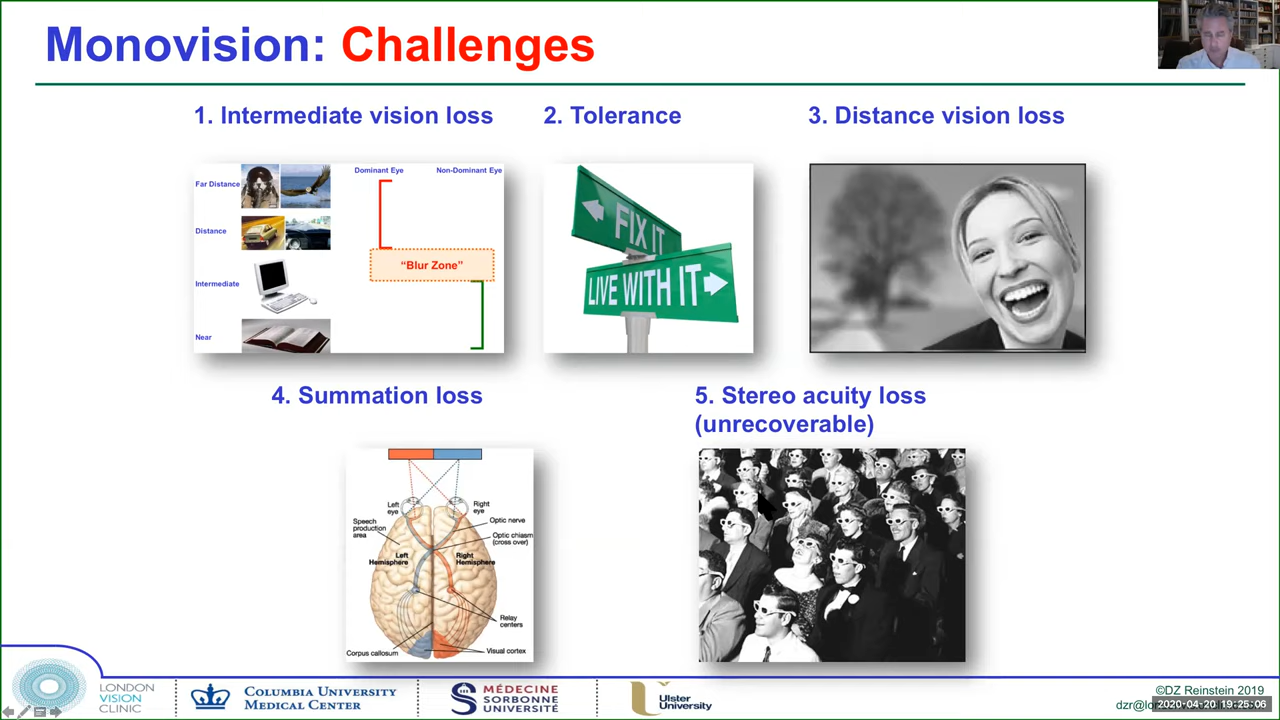 Monovision: Challenges
1. Intermediate vision loss
2. Tolerance
3. Distance vision loss
Dominant Eye
Non-Dominant Eye
Far Distance
Distance
“Blur Zone”
Intermediate
Near
FIX IT
LIVE WITH IT
4. Summation loss
5. Stereo acuity loss
(unrecoverable)
Left
eye
Right
eye
Speech
production
area
Optic nerve
Optic chiasm
(cross over)
Left
Hemisphere
Right
Hemisphere
Relay
centers
Corpus callosum
Visual cortex
LONDON
VISION
CLINIC
COLUMBIA UNIVERSITY
MEDICAL CENTER
S
MÉDECINE
SORBONNE
UNIVERSITÉ
Ulster
University
©DZ Reinstein 2019
2020-04-20 19:25:06